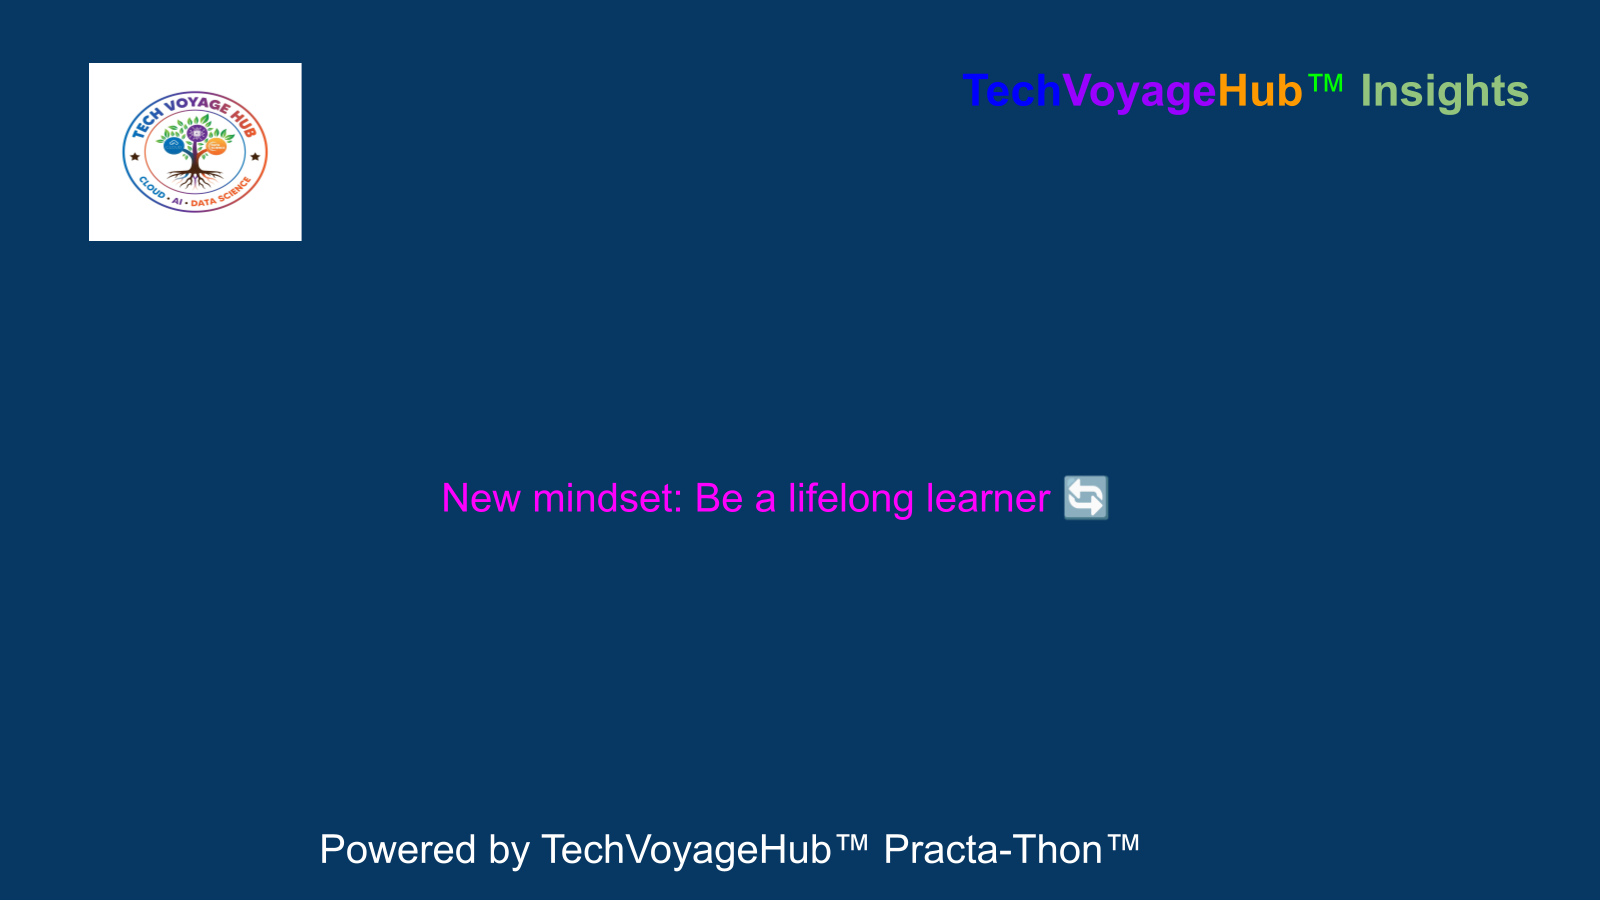 TECH VOYAGE HUB
CLOUD • AI • DATA SCIENCE
TechVoyageHub™ Insights
New mindset: Be a lifelong learner 🔄
Powered by TechVoyageHub™ Practa-Thon™